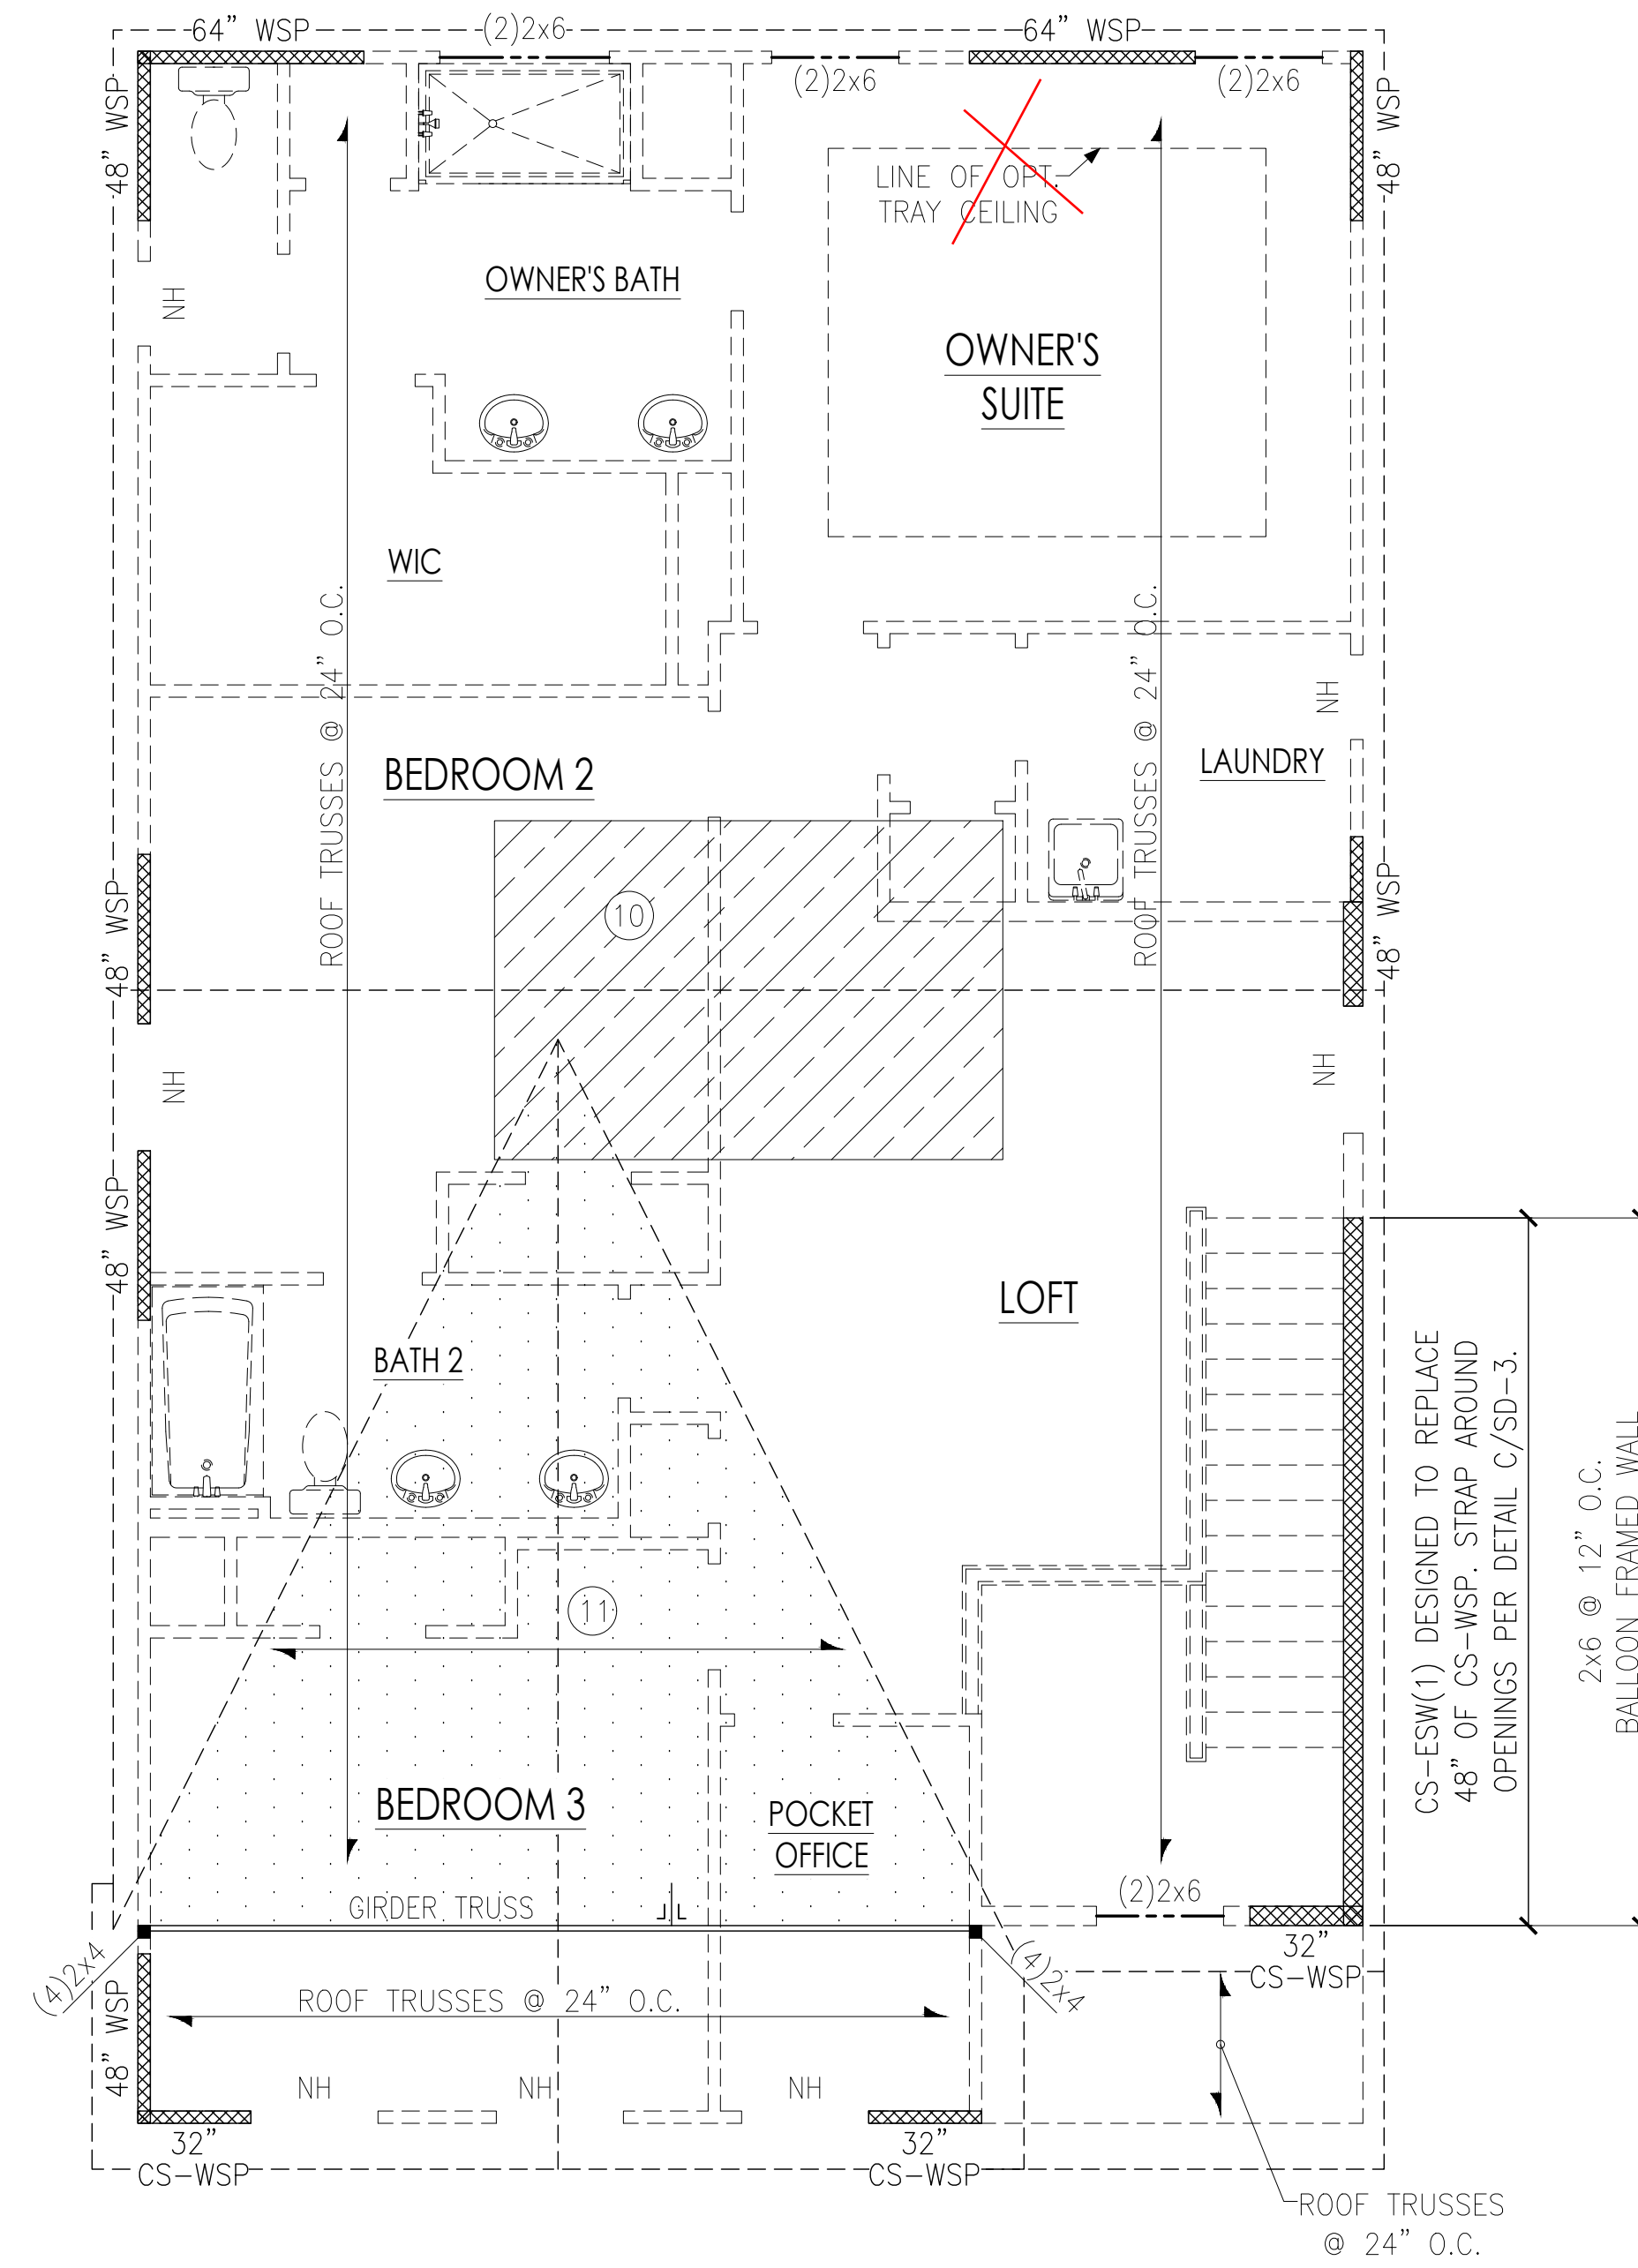 64” WSP
(2)2x6
64” WSP
(2)2x6
(2)2x6
48” WSP
48” WSP
LINE OF OPT.
TRAY CEILING
OWNER'S BATH
NH
OWNER'S
SUITE
WIC
ROOF TRUSSES @ 24” O.C.
ROOF TRUSSES @ 24” O.C.
NH
BEDROOM 2
LAUNDRY
10
48” WSP
48” WSP
NH
NH
48” WSP
LOFT
BATH 2
CS-ESW(1) DESIGNED TO REPLACE
48” OF CS-WSP. STRAP AROUND
OPENINGS PER DETAIL C/SD-3.
2x6 @ 12” O.C.
BALLOON FRAMED WALL
11
BEDROOM 3
POCKET
OFFICE
GIRDER TRUSS
(2)2x6
(4)2x4
(4)2x4
32”
CS-WSP
ROOF TRUSSES @ 24” O.C.
48” WSP
NH
NH
NH
32”
CS-WSP
32”
CS-WSP
ROOF TRUSSES
@ 24” O.C.